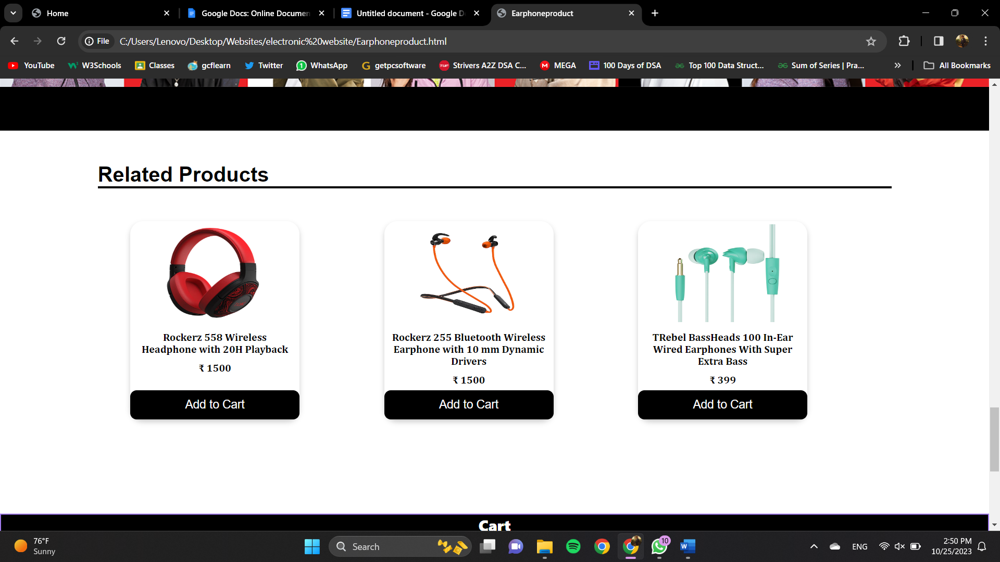 Home
Google Docs: Online Documen
Untitled document - Google D
Earphoneproduct
File
C:/Users/Lenovo/Desktop/Websites/electronic%20website/Earphoneproduct.html
YouTube
W3Schools
Classes
gcflearn
Twitter
1
WhatsApp
getpcsoftware
TUF
Strivers A2Z DSA C...
MEGA
100 Days of DSA
Top 100 Data Struct...
Sum of Series | Pra...
All Bookmarks
Related Products
Rockerz 558 Wireless
Headphone with 20H Playback
₹ 1500
Add to Cart
Rockerz 255 Bluetooth Wireless
Earphone with 10 mm Dynamic
Drivers
₹ 1500
Add to Cart
TRebel BassHeads 100 In-Ear
Wired Earphones With Super
Extra Bass
₹ 399
Add to Cart
Cart
76°F
Sunny
Search
10
ENG
2:50 PM
10/25/2023